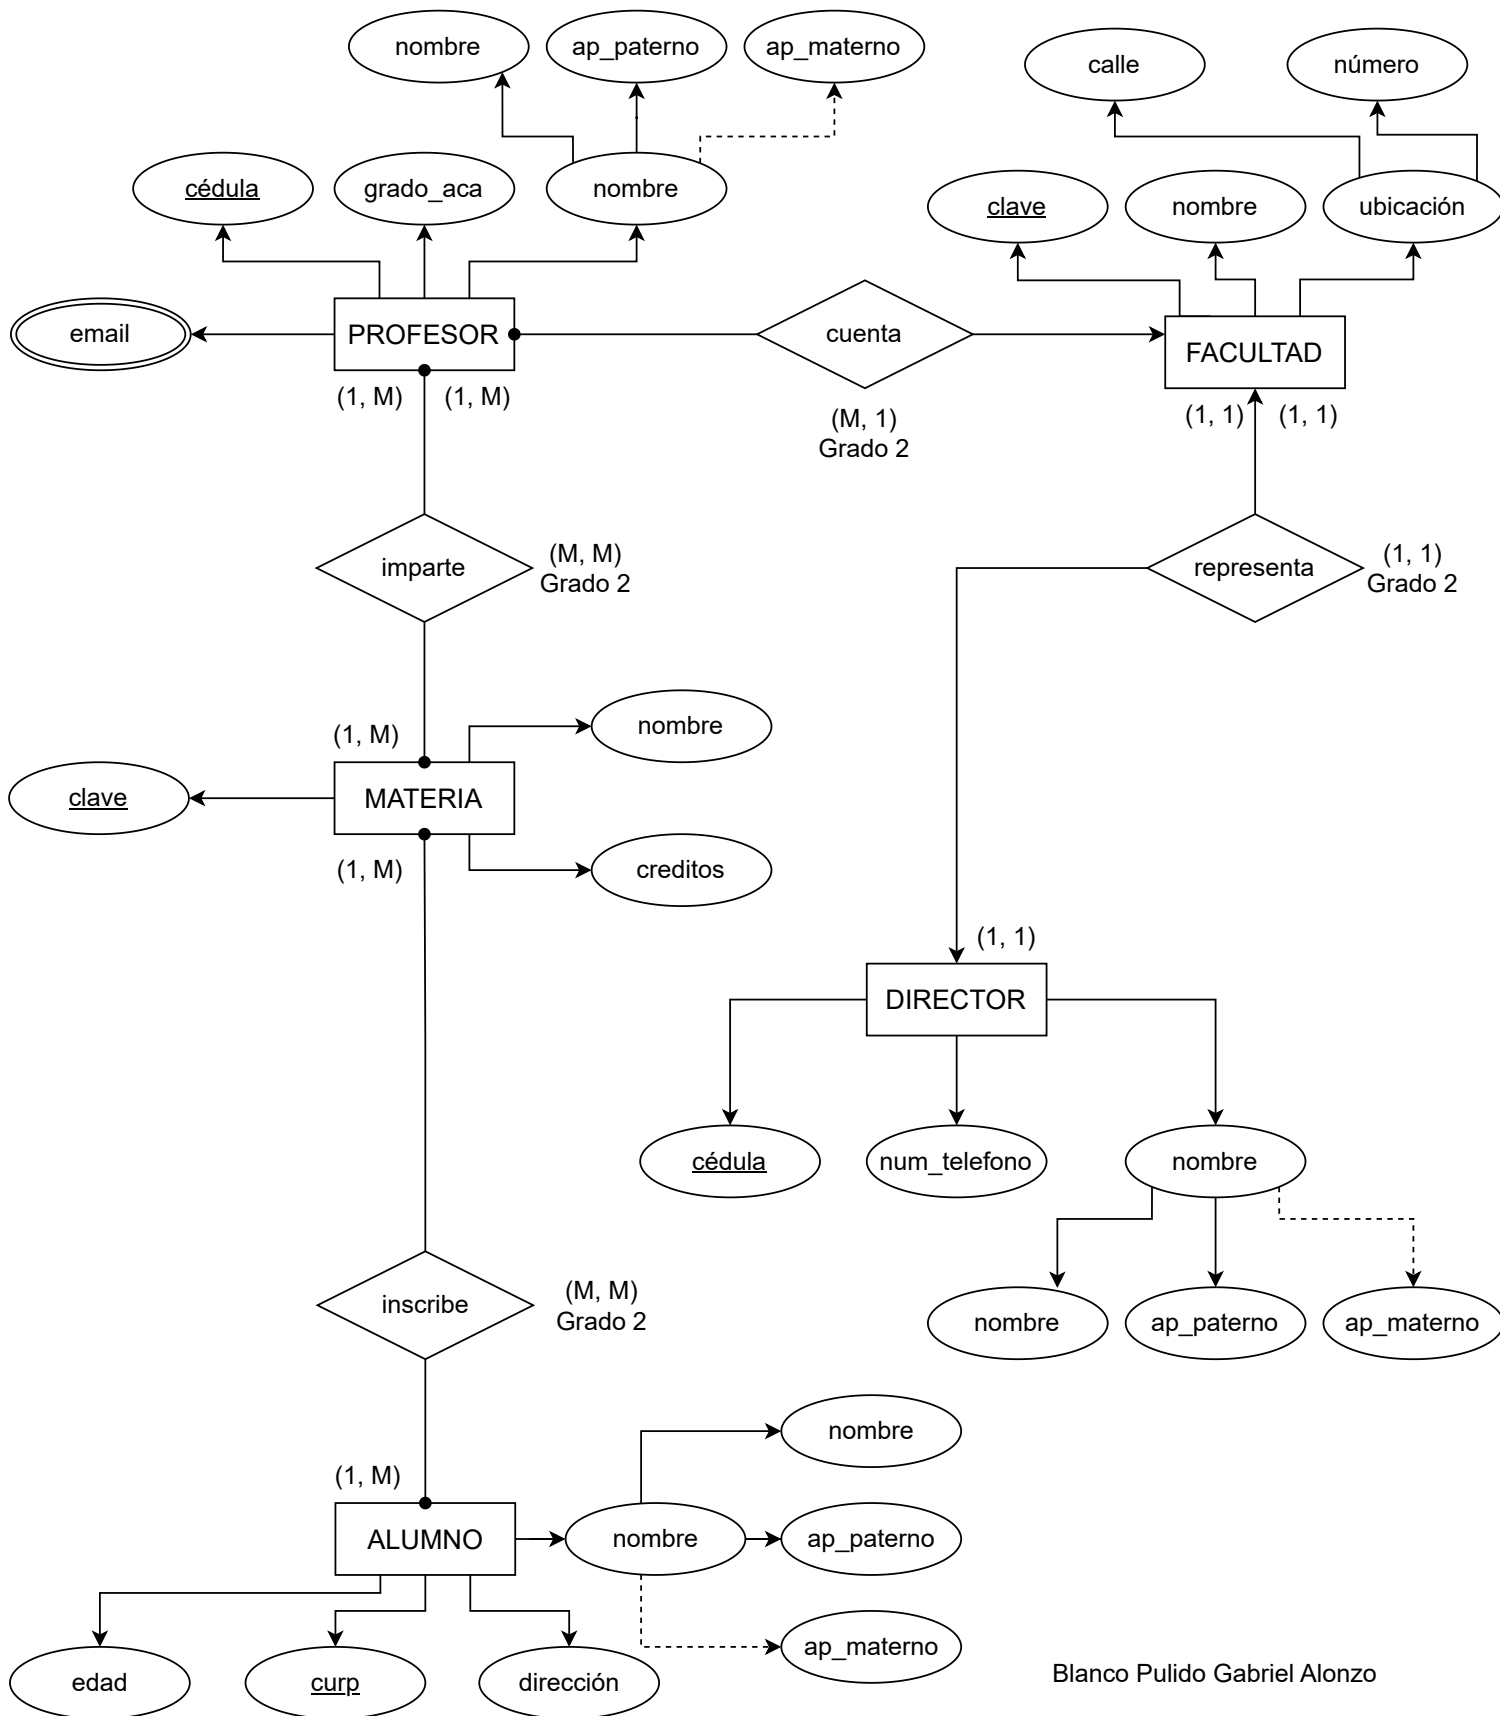 nombre
ap_paterno
ap_materno
calle
número
cédula
grado_aca
nombre
clave
nombre
ubicación
email
PROFESOR
cuenta
FACULTAD
(1, M)
(1, M)
(M, 1)
Grado 2
(1, 1)
(1, 1)
imparte
(M, M)
Grado 2
representa
(1, 1)
Grado 2
(1, M)
nombre
clave
MATERIA
(1, M)
creditos
(1, 1)
DIRECTOR
cédula
num_telefono
nombre
inscribe
(M, M)
Grado 2
nombre
ap_paterno
ap_materno
(1, M)
nombre
ALUMNO
nombre
ap_paterno
ap_materno
edad
curp
dirección
Blanco Pulido Gabriel Alonzo